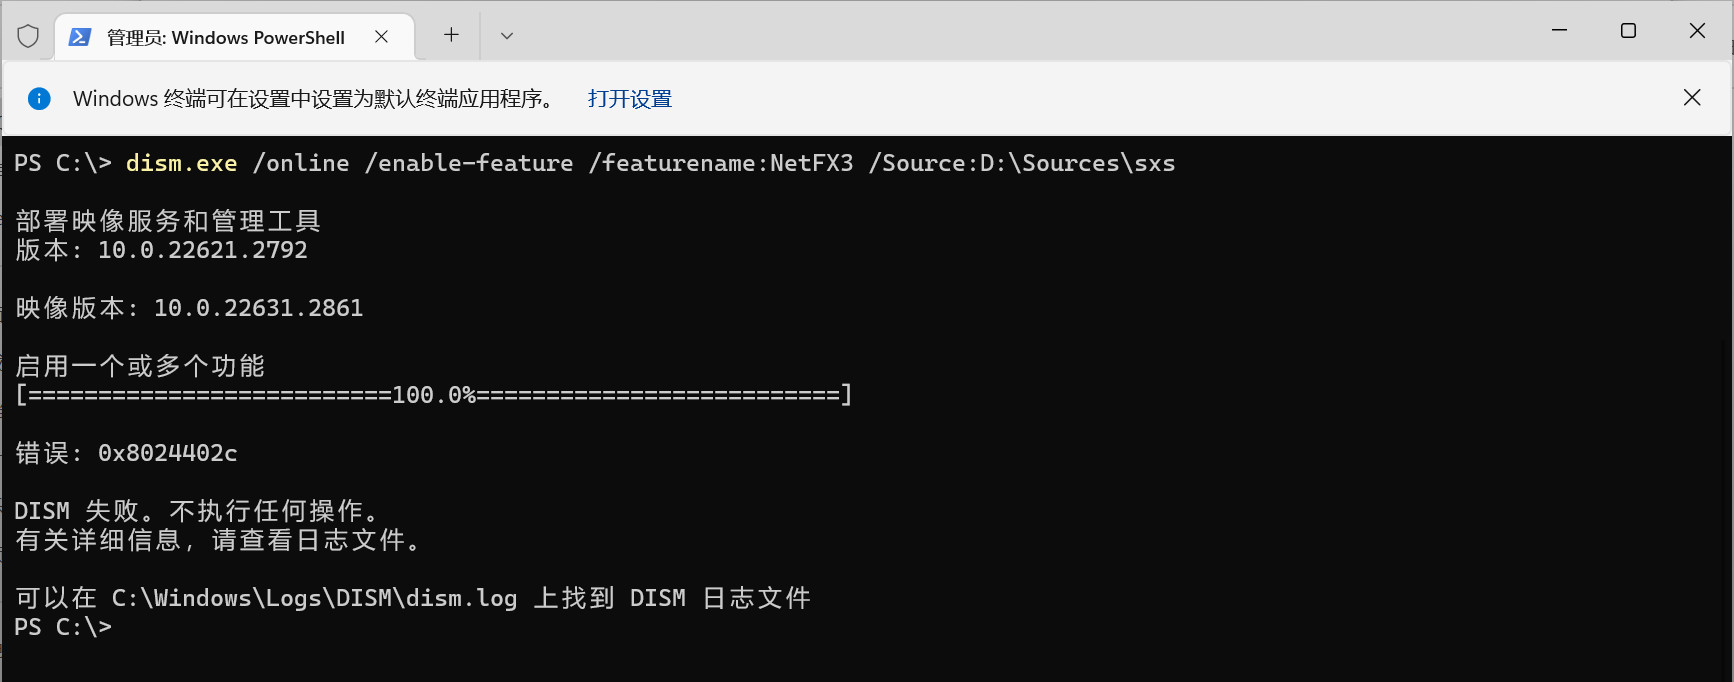 管理员: Windows PowerShell
Windows 终端可在设置中设置为默认终端应用程序。 打开设置
PS C:\> dism.exe /online /enable-feature /featurename:NetFX3 /Source:D:\Sources\sxs
部署映像服务和管理工具
版本: 10.0.22621.2792
映像版本: 10.0.22631.2861
启用一个或多个功能
[==========================100.0%==========================]
错误: 0x8024402c
DISM 失败。不执行任何操作。
有关详细信息，请查看日志文件。
可以在 C:\Windows\Logs\DISM\dism.log 上找到 DISM 日志文件
PS C:\>